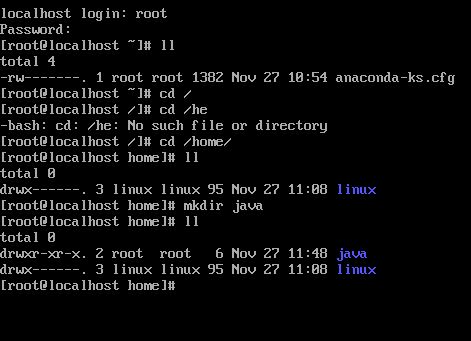 localhost login: root
Password:
[root@localhost ~]# ll
total 4
-rw-------. 1 root root 1382 Nov 27 10:54 anaconda-ks.cfg
[root@localhost ~]# cd /
[root@localhost /]# cd /he
-bash: cd: /he: No such file or directory
[root@localhost /]# cd /home/
[root@localhost home]# ll
total 0
drwx------. 3 linux linux 95 Nov 27 11:08 linux
[root@localhost home]# mkdir java
[root@localhost home]# ll
total 0
drwxr-xr-x. 2 root  root   6 Nov 27 11:48 java
drwx------. 3 linux linux 95 Nov 27 11:08 linux
[root@localhost home]#